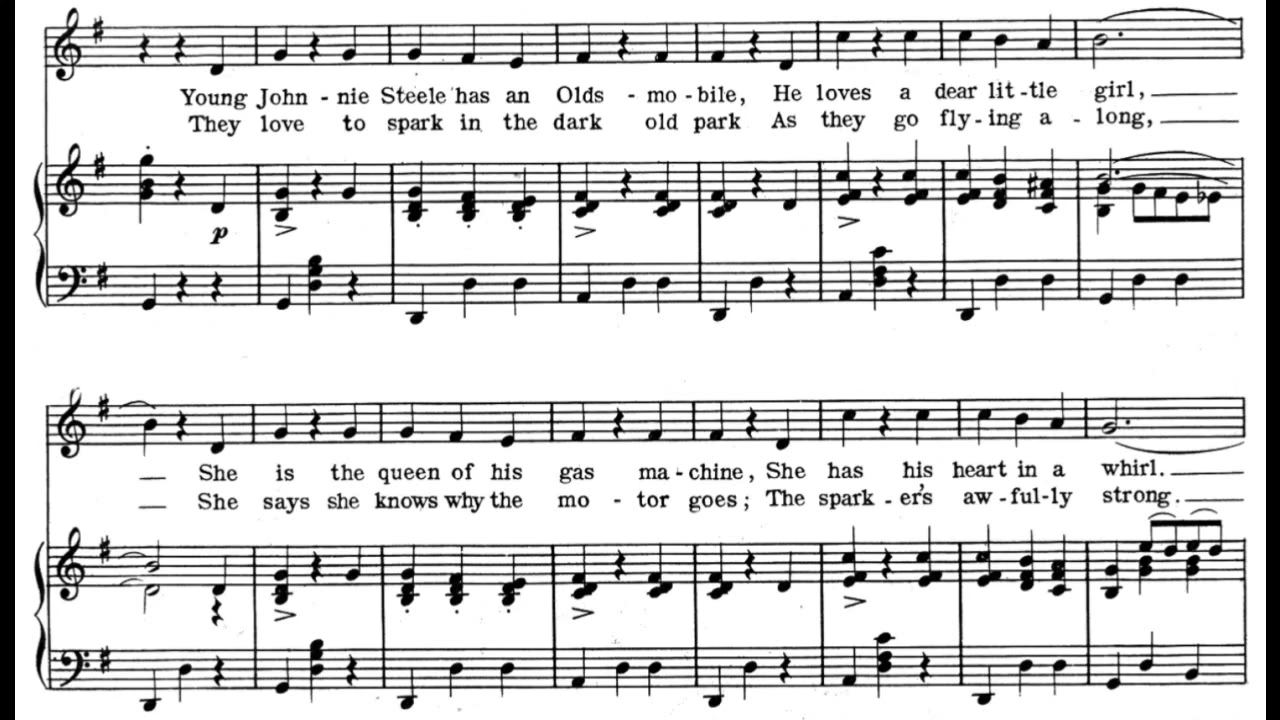 Young John - nie Steele has an Olds - mo - bile, He loves a dear lit - tle girl,
They love to spark in the dark old park As they go fly - ing a - long,
p
She is the queen of his gas ma - chine, She has his heart in a whirl.
She says she knows why the mo - tor goes; The spark - er's aw - ful - ly strong.